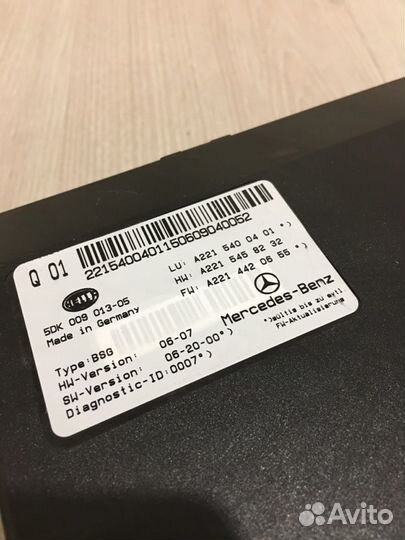 Q 01
2215400401150609040052
HELLA
5DK 009 013-05
Made in Germany
LU: A221 540 04 01 *)
HW: A221 545 82 32
FW: A221 442 06 55 *)
Type: BSG
HW-Version: 06-07
SW-Version: 06-20-00*)
Diagnostic-ID:0007*)
Mercedes-Benz
*)gültig bis zu evtl
FW-Aktualisierung
Avito